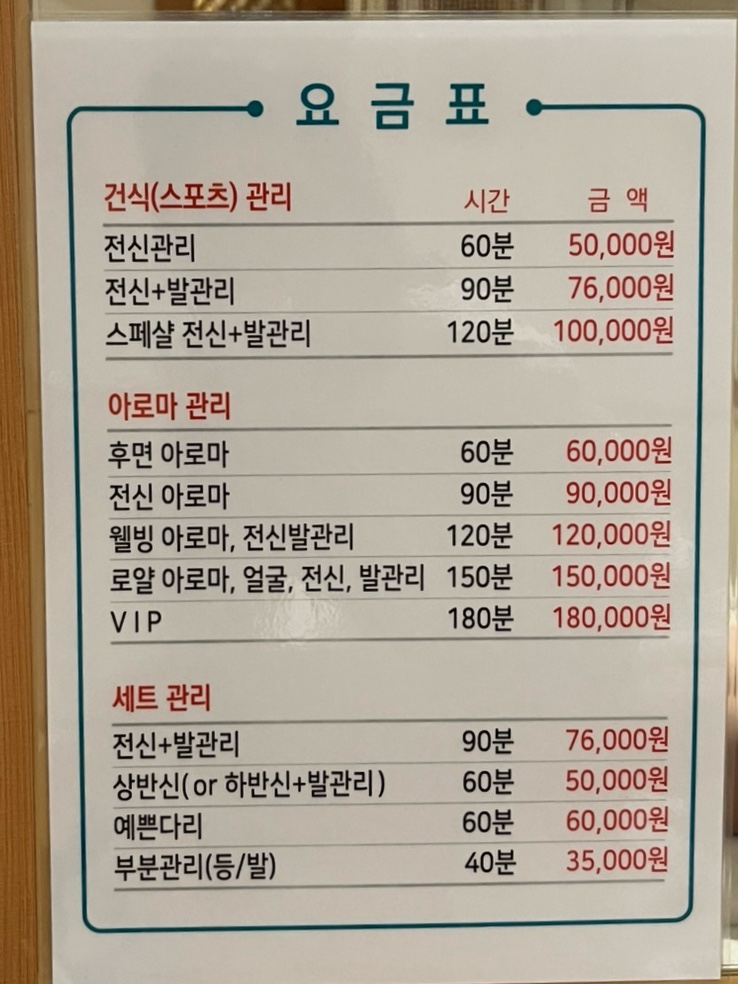 요금표
건식(스포츠) 관리 시간 금액
전신관리 60분 50,000원
전신+발관리 90분 76,000원
스페샬 전신+발관리 120분 100,000원
아로마 관리
후면 아로마 60분 60,000원
전신 아로마 90분 90,000원
웰빙 아로마, 전신발관리 120분 120,000원
로얄 아로마, 얼굴, 전신, 발관리 150분 150,000원
VIP 180분 180,000원
세트 관리
전신+발관리 90분 76,000원
상반신(or 하반신+발관리) 60분 50,000원
예쁜다리 60분 60,000원
부분관리(등/발) 40분 35,000원